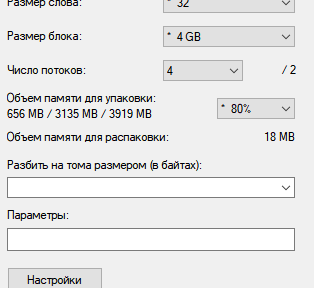 Размер слова:
* 32
Размер блока:
* 4 GB
Число потоков:
4
/ 2
Объем памяти для упаковки:
656 MB / 3135 MB / 3919 MB
* 80%
Объем памяти для распаковки:
18 MB
Разбить на тома размером (в байтах):
Параметры:
Настройки